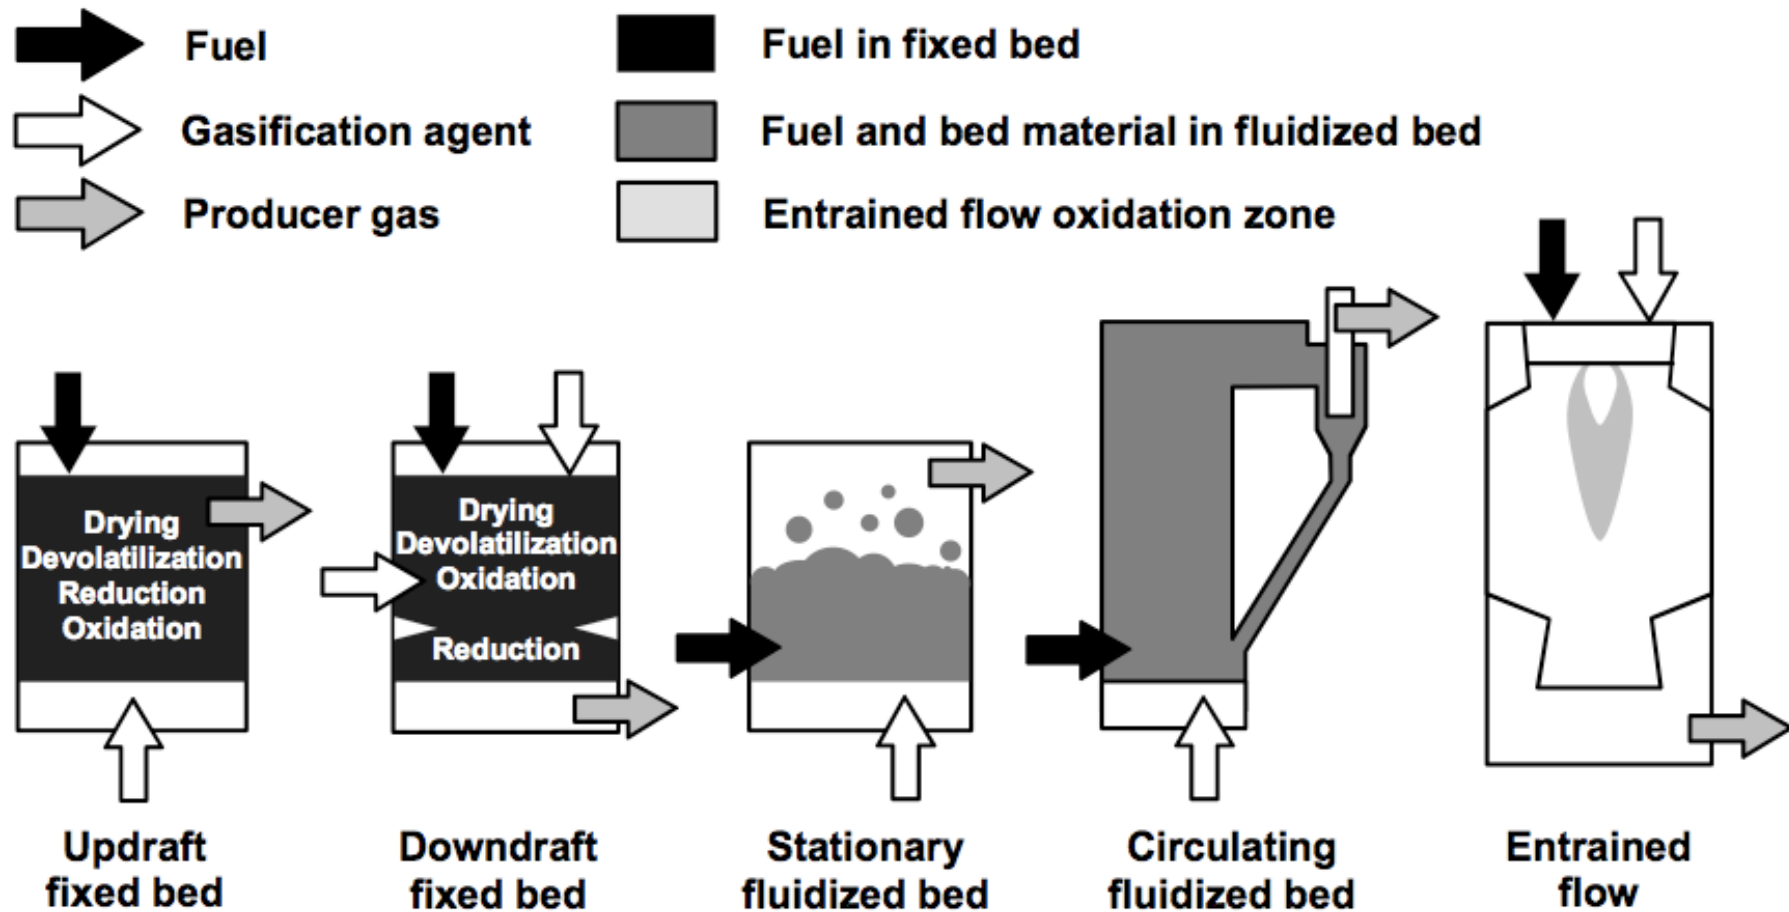 Fuel
Fuel in fixed bed
Gasification agent
Fuel and bed material in fluidized bed
Producer gas
Entrained flow oxidation zone
Drying
Devolatilization
Reduction
Oxidation
Drying
Devolatilization
Oxidation
Reduction
Updraft
fixed bed
Downdraft
fixed bed
Stationary
fluidized bed
Circulating
fluidized bed
Entrained
flow